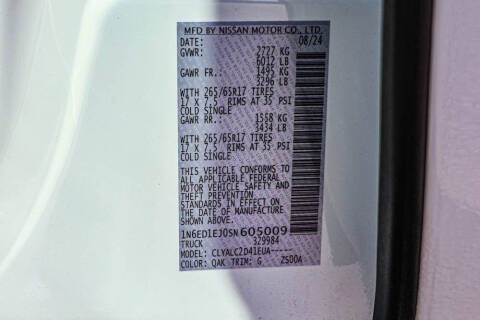 MFD BY NISSAN MOTOR CO., LTD.
DATE: 08/24
GVWR: 2727 KG
6012 LB
GAWR FR.: 1495 KG
3296 LB
WITH 265/65R17 TIRES
17 X 7.5 RIMS AT 35 PSI
COLD SINGLE
GAWR RR.: 1558 KG
3434 LB
WITH 265/65R17 TIRES
17 X 7.5 RIMS AT 35 PSI
COLD SINGLE
THIS VEHICLE CONFORMS TO
ALL APPLICABLE FEDERAL
MOTOR VEHICLE SAFETY AND
THEFT PREVENTION
STANDARDS IN EFFECT ON
THE DATE OF MANUFACTURE
SHOWN ABOVE.
1N6ED1EJ0SN605009
TRUCK 329984
MODEL: CLYALC2D41EUA-----
COLOR: QAK TRIM: G 2500A